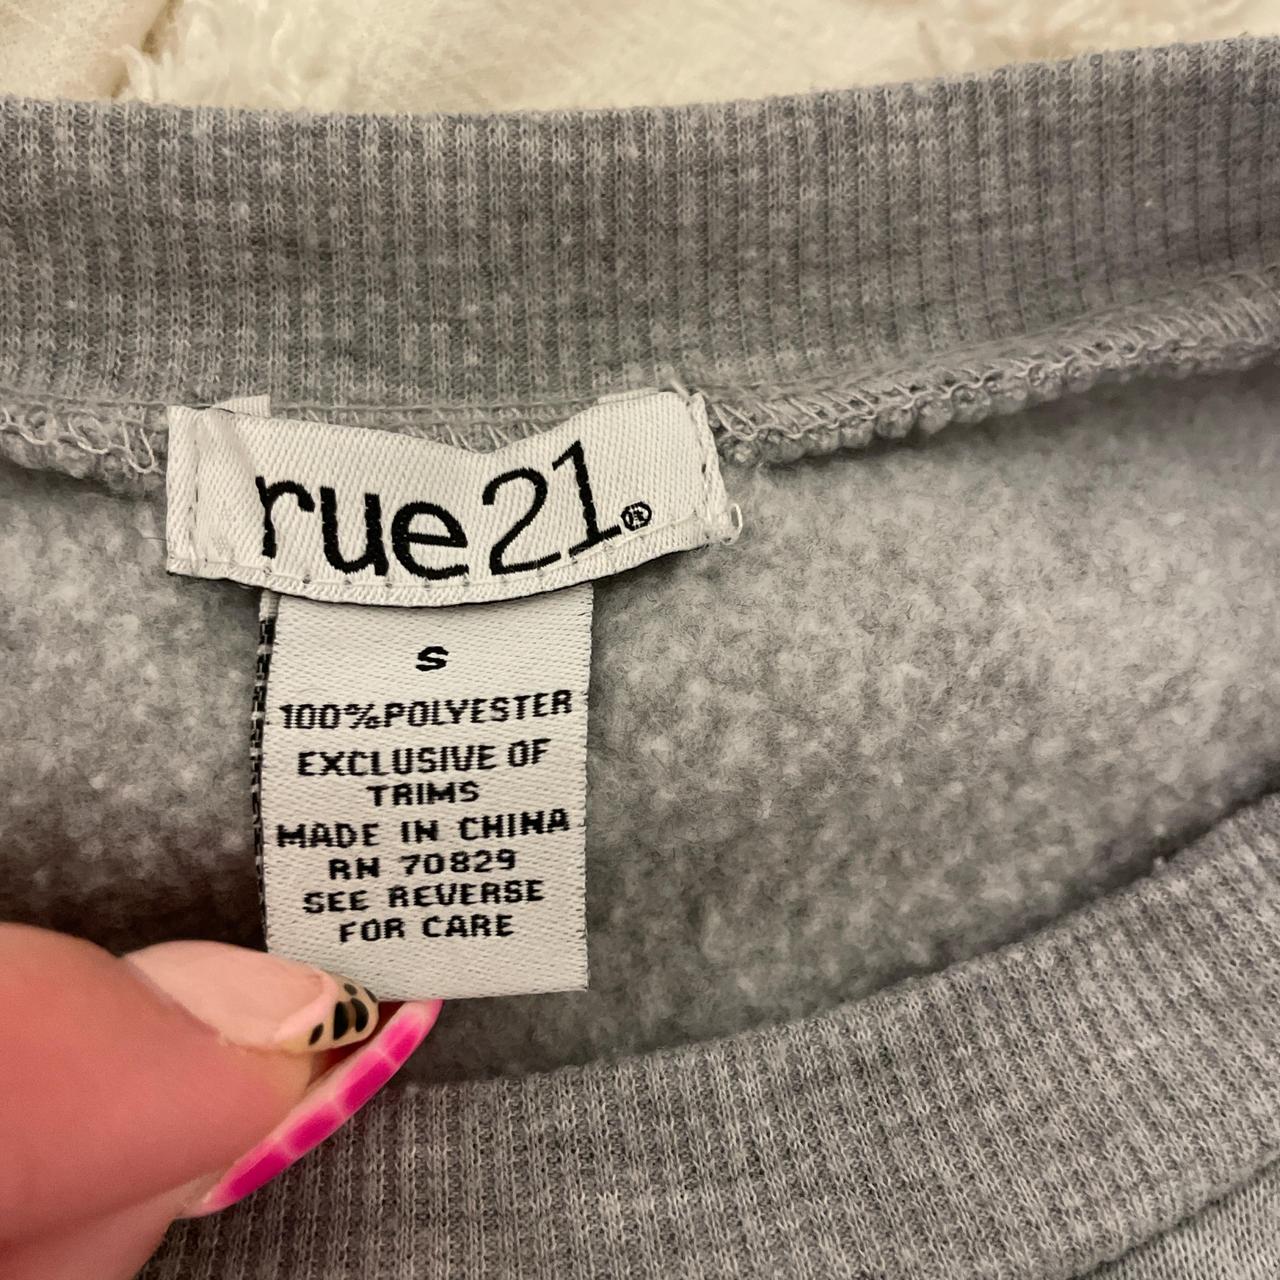 rue21®
S
100%POLYESTER
EXCLUSIVE OF
TRIMS
MADE IN CHINA
RN 70829
SEE REVERSE
FOR CARE